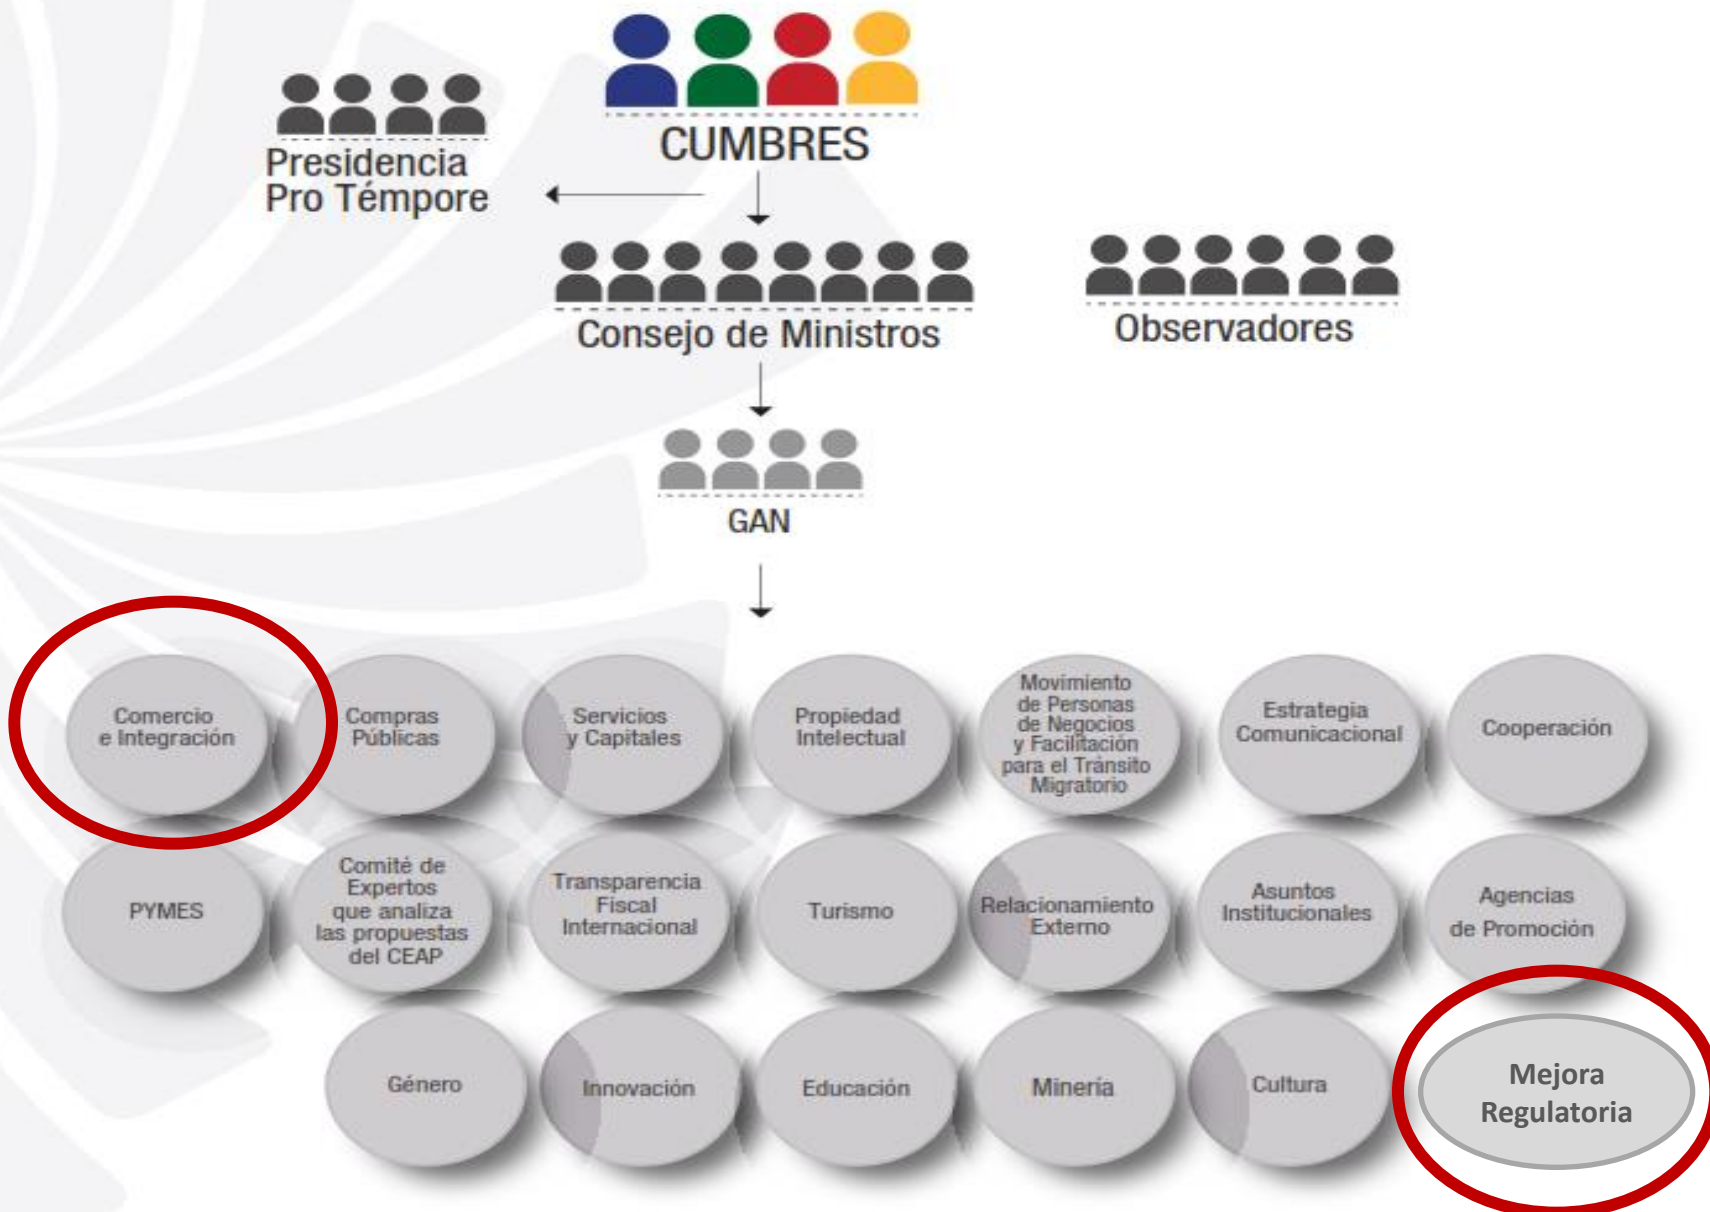 CUMBRES
Presidencia
Pro Témpore
Consejo de Ministros
Observadores
GAN
Comercio
e Integración
Compras
Públicas
Servicios
y Capitales
Propiedad
Intelectual
Movimiento
de Personas
de Negocios
y Facilitación
para el Tránsito
Migratorio
Estrategia
Comunicacional
Cooperación
PYMES
Comité de
Expertos
que analiza
las propuestas
del CEAP
Transparencia
Fiscal
Internacional
Turismo
Relacionamiento
Externo
Asuntos
Institucionales
Agencias
de Promoción
Género
Innovación
Educación
Minería
Cultura
Mejora
Regulatoria